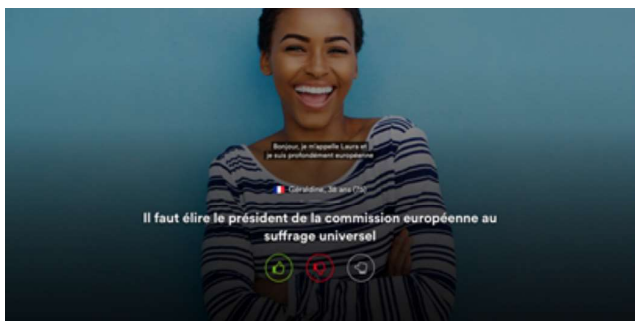 Bonjour, je m'appelle Laura et
je suis profondément européenne
Géraldine, 38 ans (75)
Il faut élire le président de la commission européenne au
suffrage universel